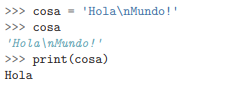 >>> cosa = 'Hola\nMundo!'
>>> cosa
'Hola\nMundo!'
>>> print(cosa)
Hola